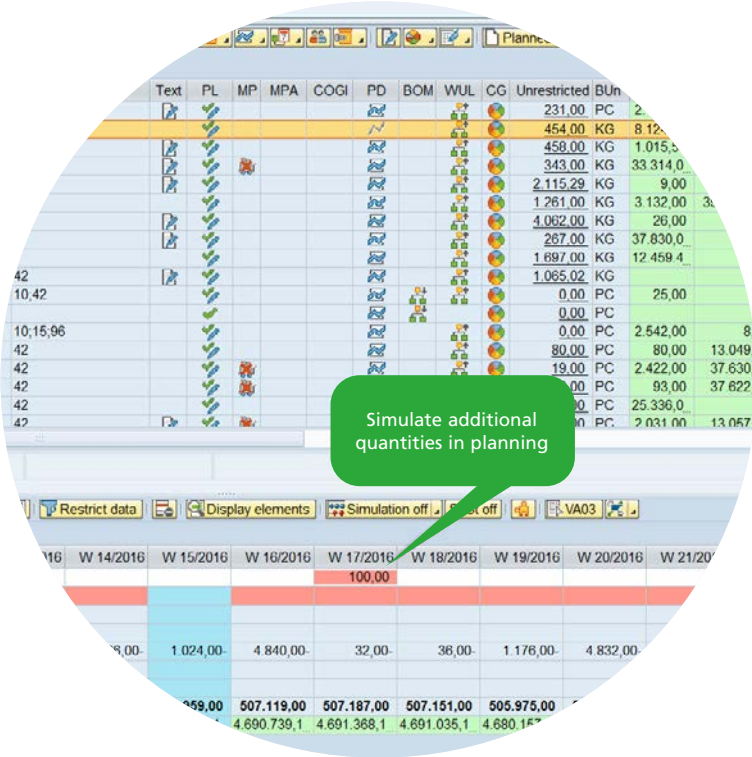 Text PL MP MPA COGI PD BOM WUL CG Unrestricted BUn
231,00 PC
454,00 KG
458,00 KG 1.015,5
343,00 KG 33.314,0
2.115,29 KG 9,00
1.261,00 KG 3.132,00
4.062,00 KG 26,00
267,00 KG 37.830,0
1.697,00 KG 12.459.4
42 1.065,02 KG
10,42 0,00 PC 25,00
0,00 PC
10;15;96 0,00 PC 2.542,00 8
42 80,00 PC 80,00 13.049
42 19,00 PC 2.422,00 37.630
42 PC 93,00 37.622
42 PC 25.336,0
42 PC 2.031,00 13.057
Simulate additional
quantities in planning
Restrict data Display elements Simulation off off VA03
W 14/2016 W 15/2016 W 16/2016 W 17/2016 W 18/2016 W 19/2016 W 20/2016 W 21/20
100,00
1.024,00- 4.840,00- 32,00- 36,00- 1.176,00- 4.832,00
507.119,00 507.187,00 507.151,00 505.975,00
4.690.739,1 4.691.368,1 4.691.035,1